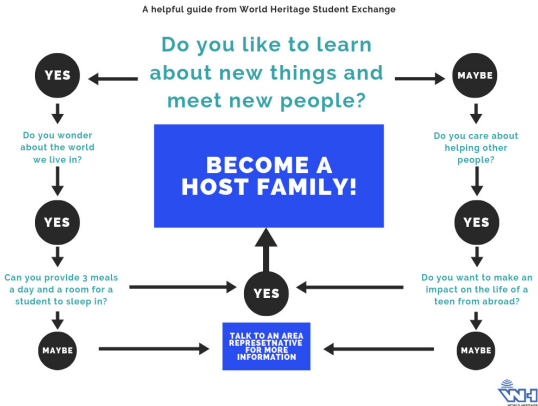 A helpful guide from World Heritage Student Exchange
Do you like to learn
about new things and
meet new people?
YES
MAYBE
Do you wonder
about the world
we live in?
BECOME A
HOST FAMILY!
Do you care about
helping other
people?
YES
YES
Can you provide 3 meals
a day and a room for a
student to sleep in?
YES
Do you want to make an
impact on the life of a
teen from abroad?
MAYBE
TALK TO AN AREA
REPRESETNATIVE
FOR MORE
INFORMATION
MAYBE
WH
WORLD HERITAGE